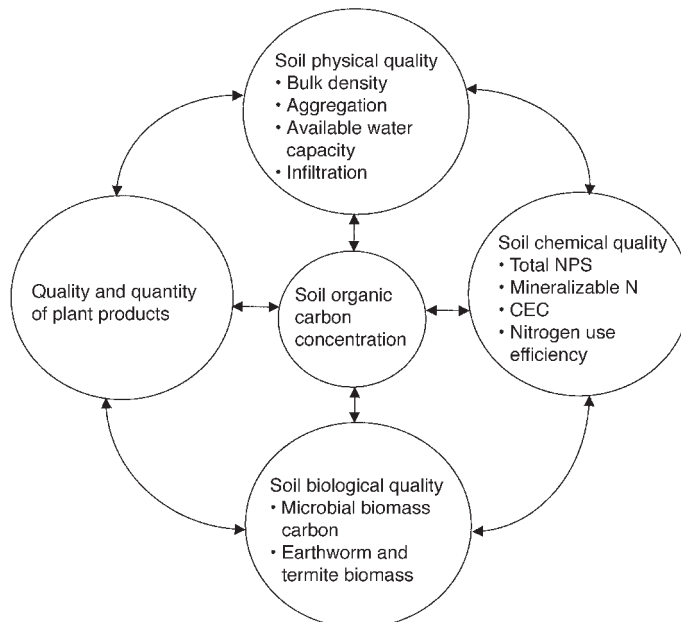 Soil physical quality
• Bulk density
• Aggregation
• Available water
capacity
• Infiltration
Quality and quantity
of plant products
Soil organic
carbon
concentration
Soil chemical quality
• Total NPS
• Mineralizable N
• CEC
• Nitrogen use
efficiency
Soil biological quality
• Microbial biomass
carbon
• Earthworm and
termite biomass